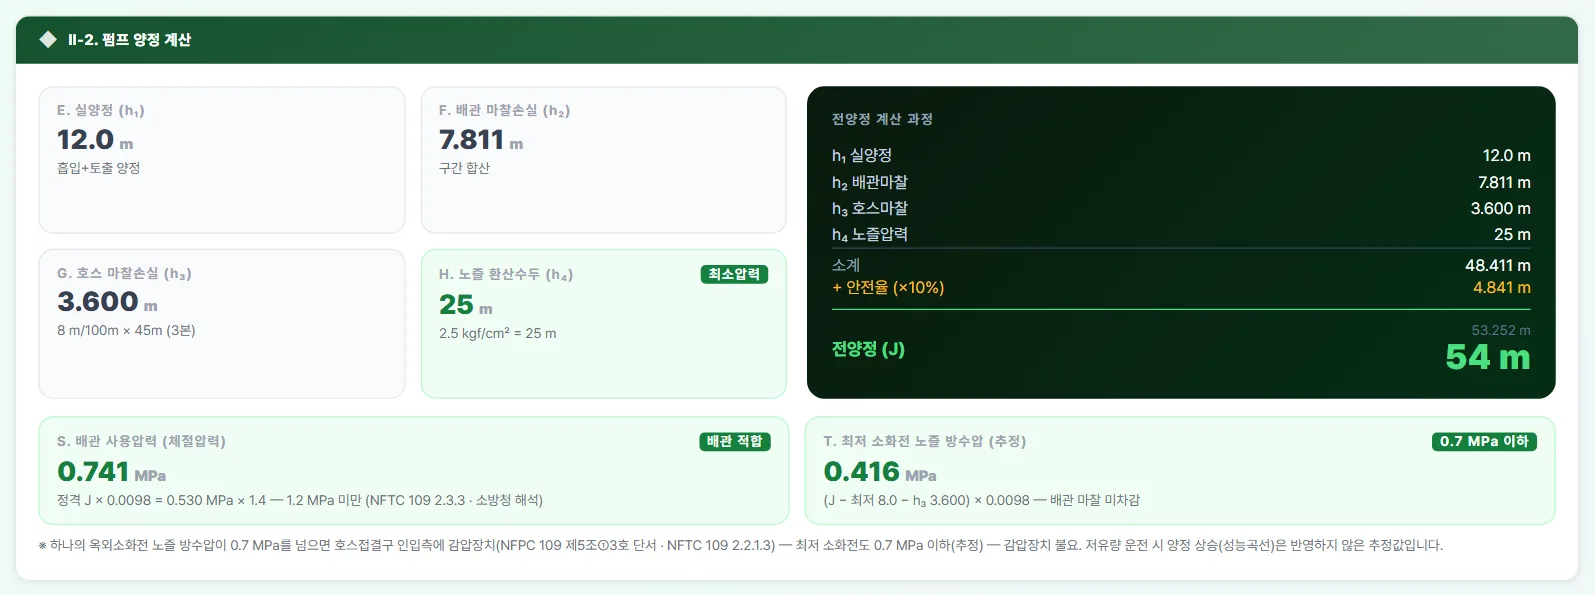 ◆ II-2. 펌프 양정 계산
E. 실양정 (h₁)
12.0 m
흡입+토출 양정
F. 배관 마찰손실 (h₂)
7.811 m
구간 합산
G. 호스 마찰손실 (h₃)
3.600 m
8 m/100m × 45m (3본)
H. 노즐 환산수두 (h₄) 최소압력
25 m
2.5 kgf/cm² = 25 m
전양정 계산 과정
h₁ 실양정 12.0 m
h₂ 배관마찰 7.811 m
h₃ 호스마찰 3.600 m
h₄ 노즐압력 25 m
소계 48.411 m
+ 안전율 (×10%) 4.841 m
53.252 m
전양정 (J) 54 m
S. 배관 사용압력 (체절압력) 배관 적합
0.741 MPa
정격 J × 0.0098 = 0.530 MPa × 1.4 — 1.2 MPa 미만 (NFTC 109 2.3.3 · 소방청 해석)
T. 최저 소화전 노즐 방수압 (추정) 0.7 MPa 이하
0.416 MPa
(J − 최저 8.0 − h₃ 3.600) × 0.0098 — 배관 마찰 미차감
※ 하나의 옥외소화전 노즐 방수압이 0.7 MPa를 넘으면 호스접결구 인입측에 감압장치(NFPC 109 제5조①3호 단서 · NFTC 109 2.2.1.3) — 최저 소화전도 0.7 MPa 이하(추정) — 감압장치 불요. 저유량 운전 시 양정 상승(성능곡선)은 반영하지 않은 추정값입니다.